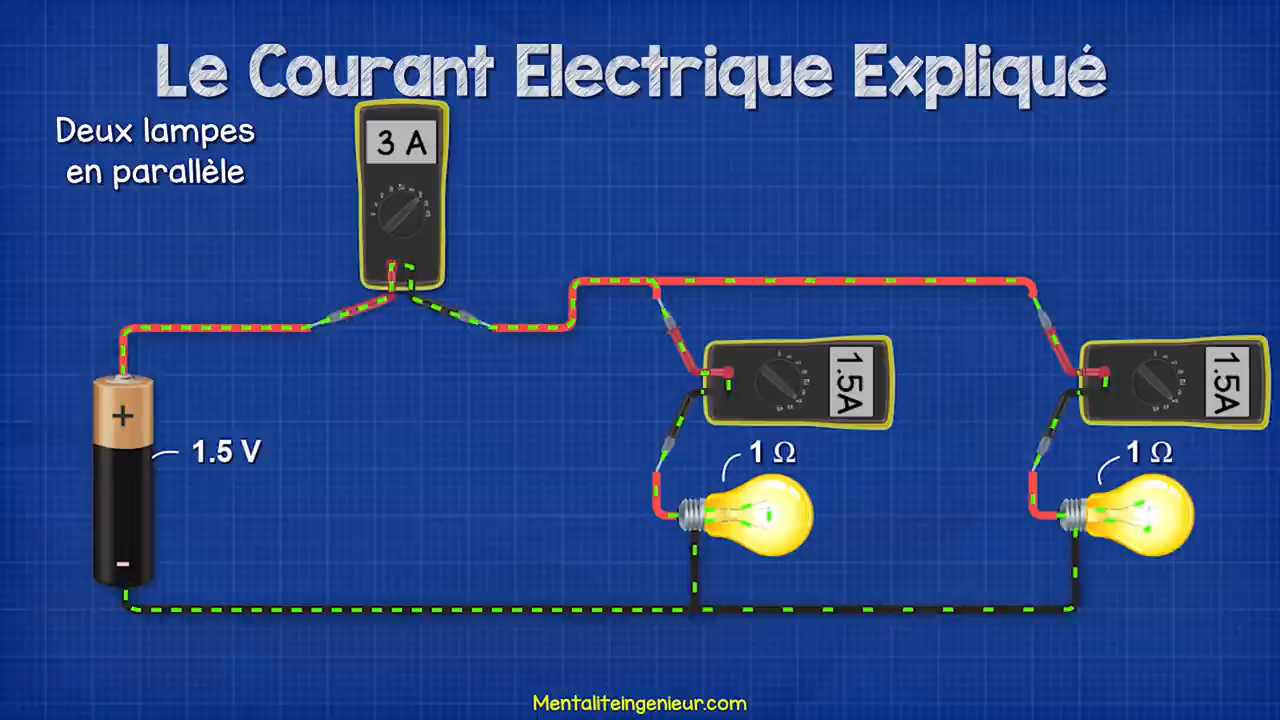 Le Courant Electrique Expliqué
Deux lampes
en parallèle
3 A
1.5A
1.5A
+
1.5 V
1 Ω
1 Ω
-
Mentaliteingenieur.com